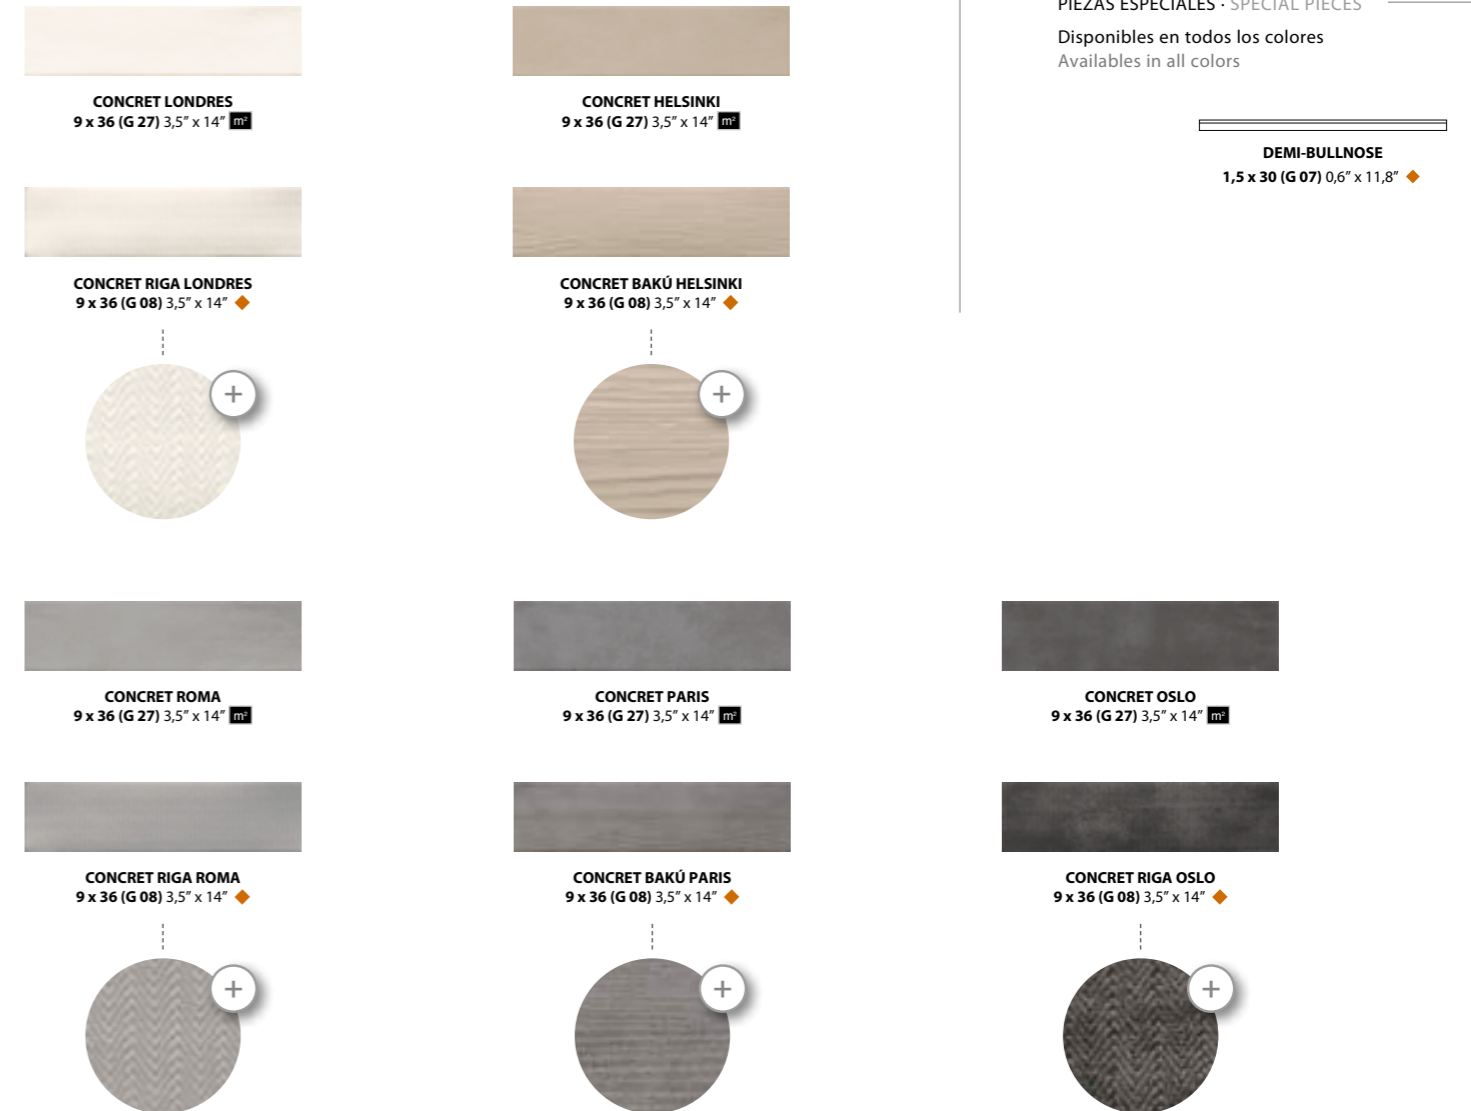 PIEZAS ESPECIALES · SPECIAL PIECES
Disponibles en todos los colores
Availables in all colors
DEMI-BULLNOSE
1,5 x 30 (G 07) 0,6” x 11,8”
CONCRET LONDRES
9 x 36 (G 27) 3,5” x 14” m²
CONCRET HELSINKI
9 x 36 (G 27) 3,5” x 14” m²
CONCRET RIGA LONDRES
9 x 36 (G 08) 3,5” x 14”
CONCRET BAKÚ HELSINKI
9 x 36 (G 08) 3,5” x 14”
CONCRET ROMA
9 x 36 (G 27) 3,5” x 14” m²
CONCRET PARIS
9 x 36 (G 27) 3,5” x 14” m²
CONCRET OSLO
9 x 36 (G 27) 3,5” x 14” m²
CONCRET RIGA ROMA
9 x 36 (G 08) 3,5” x 14”
CONCRET BAKÚ PARIS
9 x 36 (G 08) 3,5” x 14”
CONCRET RIGA OSLO
9 x 36 (G 08) 3,5” x 14”